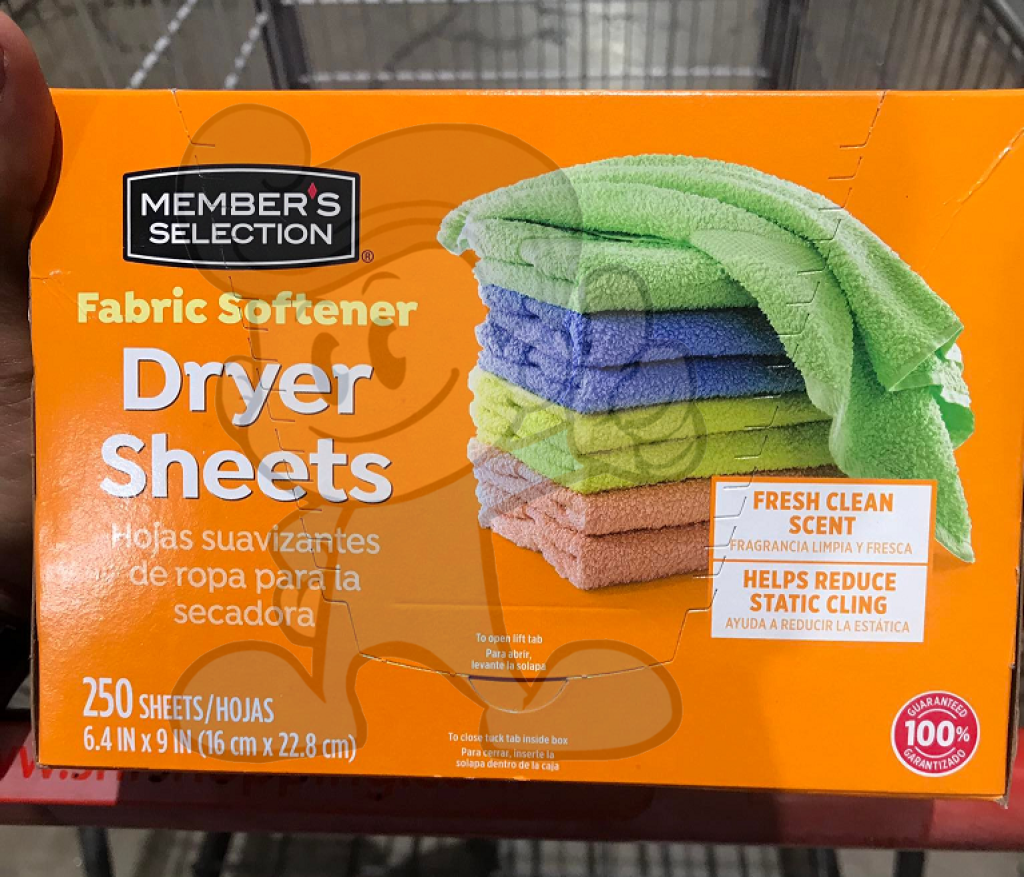 MEMBER'S
SELECTION
®
Fabric Softener
Dryer
Sheets
Hojas suavizantes
de ropa para la
secadora
FRESH CLEAN
SCENT
FRAGRANCIA LIMPIA Y FRESCA
HELPS REDUCE
STATIC CLING
AYUDA A REDUCIR LA ESTÁTICA
To open lift tab
Para abrir,
levante la solapa
250 SHEETS/HOJAS
6.4 IN x 9 IN (16 cm x 22.8 cm)
To close tuck tab inside box
Para cerrar, inserte la
solapa dentro de la caja
GUARANTEED
100%
GARANTIZADO